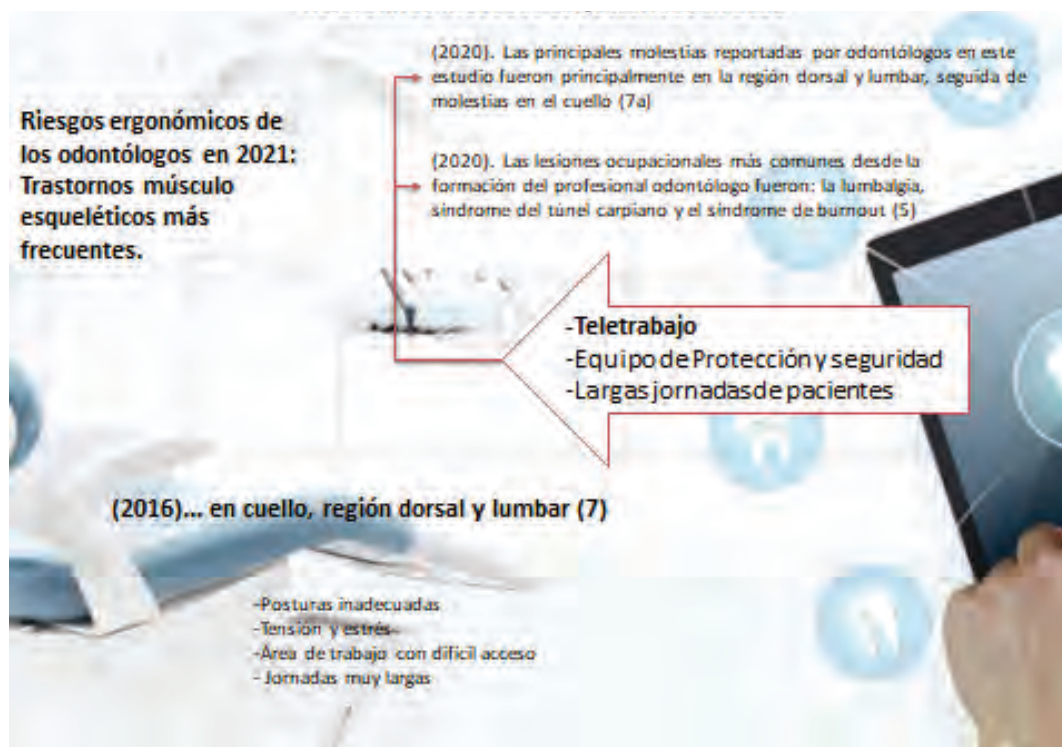 Riesgos ergonómicos de
los odontólogos en 2021:
Trastornos músculo
esqueléticos más
frecuentes.
(2020). Las principales molestias reportadas por odontólogos en este
estudio fueron principalmente en la región dorsal y lumbar, seguida de
molestias en el cuello (7a)
(2020). Las lesiones ocupacionales más comunes desde la
formación del profesional odontólogo fueron: la lumbalgia,
síndrome del túnel carpiano y el síndrome de burnout (5)
-Teletrabajo
-Equipo de Protección y seguridad
-Largas jornadas de pacientes
(2016)... en cuello, región dorsal y lumbar (7)
-Posturas inadecuadas
-Tensión y estrés
-Área de trabajo con difícil acceso
- Jornadas muy largas